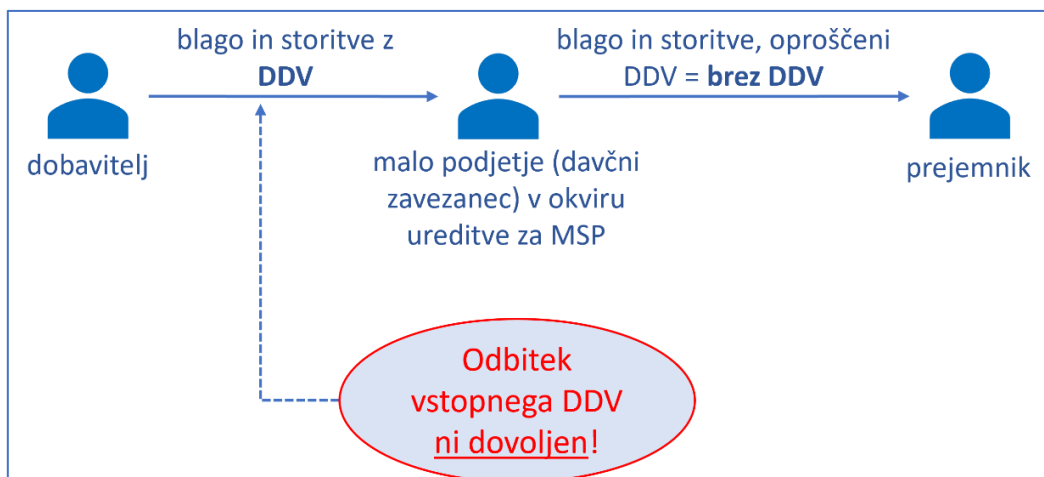 blago in storitve z
DDV
blago in storitve, oproščeni
DDV = brez DDV
dobavitelj
malo podjetje (davčni
zavezanec) v okviru
ureditve za MSP
prejemnik
Odbitek
vstopnega DDV
ni dovoljen!